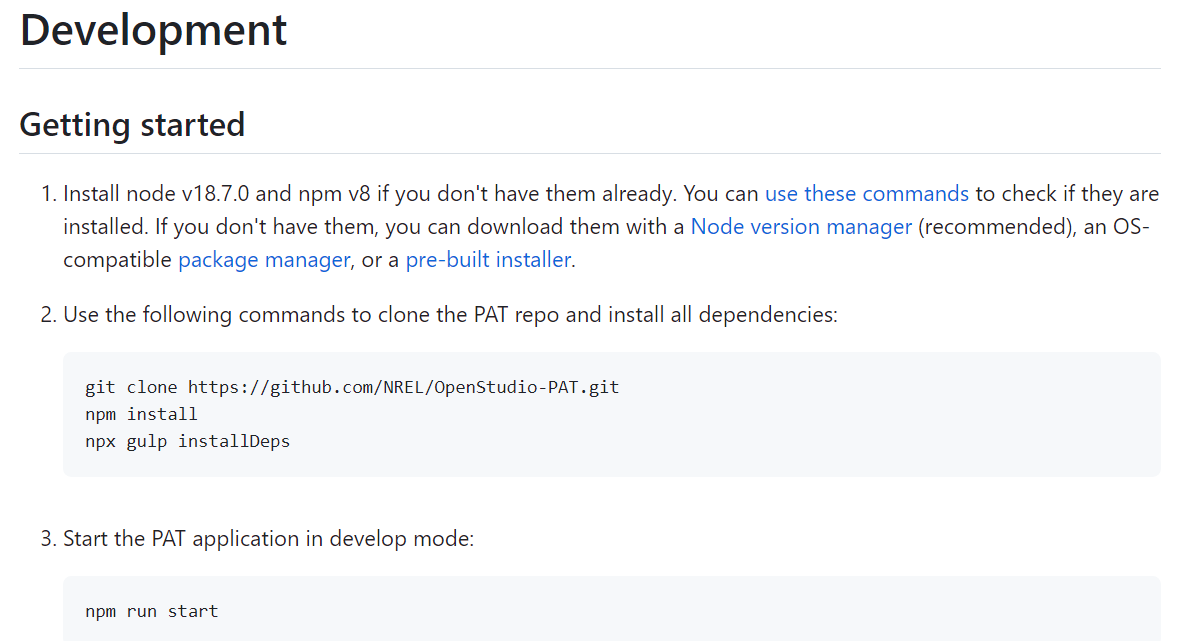 Development
Getting started
1. Install node v18.7.0 and npm v8 if you don't have them already. You can use these commands to check if they are
installed. If you don't have them, you can download them with a Node version manager (recommended), an OS-
compatible package manager, or a pre-built installer.
2. Use the following commands to clone the PAT repo and install all dependencies:
git clone https://github.com/NREL/OpenStudio-PAT.git
npm install
npx gulp installDeps
3. Start the PAT application in develop mode:
npm run start